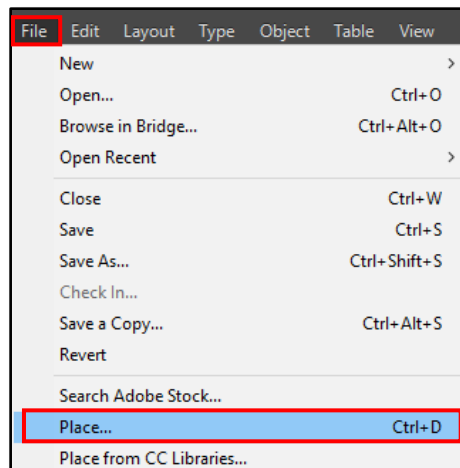 File Edit Layout Type Object Table View
New >
Open... Ctrl+O
Browse in Bridge... Ctrl+Alt+O
Open Recent >
Close Ctrl+W
Save Ctrl+S
Save As... Ctrl+Shift+S
Check In...
Save a Copy... Ctrl+Alt+S
Revert
Search Adobe Stock...
Place... Ctrl+D
Place from CC Libraries...